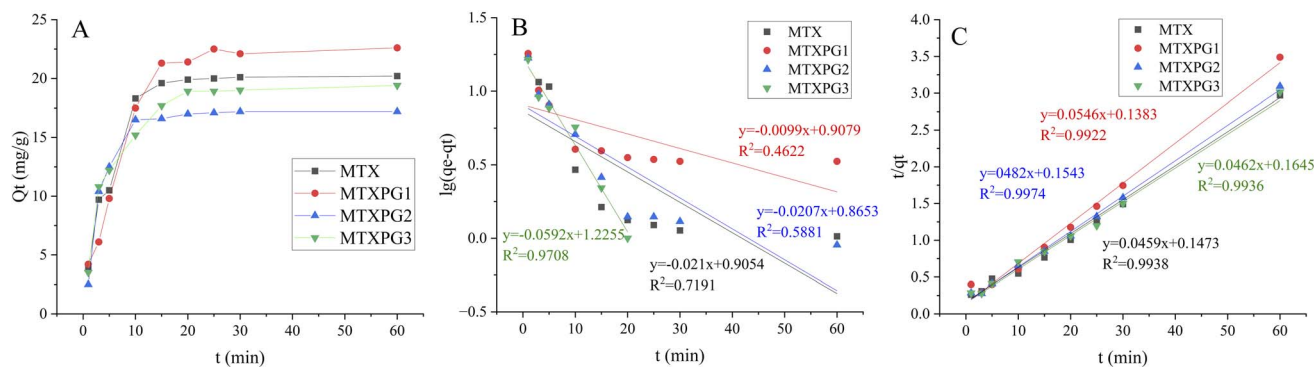 A
25
20
15
10
5
0
Qt (mg/g)
0
10
20
30
40
50
60
t (min)
MTX
MTXPG1
MTXPG2
MTXPG3
B
1.5
1.0
0.5
0.0
−0.5
lg(qe-qt)
0
10
20
30
40
50
60
t (min)
MTX
MTXPG1
MTXPG2
MTXPG3
y=-0.0099x+0.9079
R²=0.4622
y=-0.0207x+0.8653
R²=0.5881
y=-0.0592x+1.2255
R²=0.9708
y=-0.021x+0.9054
R²=0.7191
C
4.0
3.5
3.0
2.5
2.0
1.5
1.0
0.5
0.0
t/qt
0
10
20
30
40
50
60
t (min)
MTX
MTXPG1
MTXPG2
MTXPG3
y=0.0546x+0.1383
R²=0.9922
y=0482x+0.1543
R²=0.9974
y=0.0462x+0.1645
R²=0.9936
y=0.0459x+0.1473
R²=0.9938